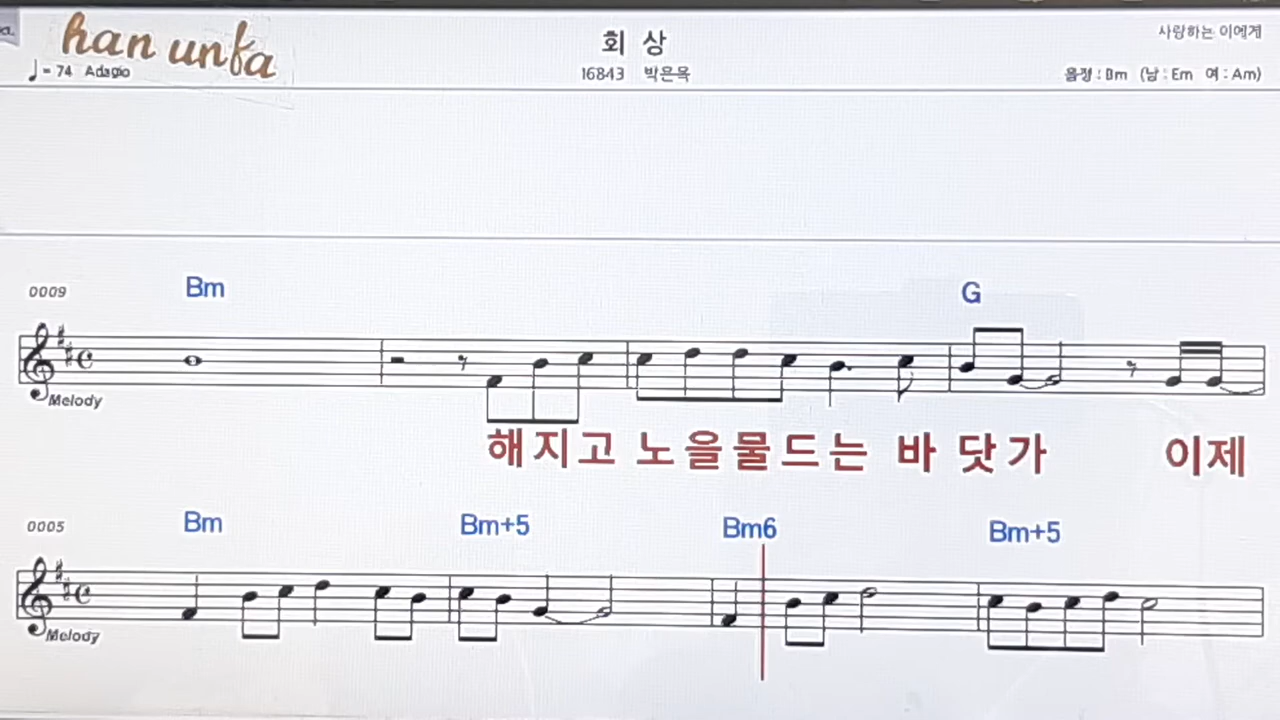 han unfa
회 상
사랑하는 이에게
♩= 74 Adagio
16843 박은옥
음정 : Bm (남 : Em 여 : Am)
0009 Bm G
Melody
해지고 노을물드는 바 닷가 이제
0005 Bm Bm+5 Bm6 Bm+5
Melody